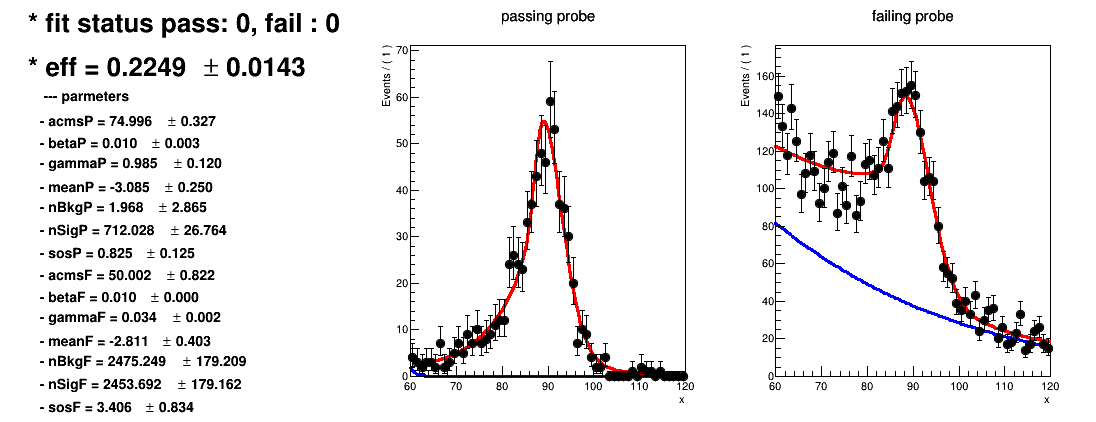 * fit status pass: 0, fail : 0
* eff = 0.2249 ± 0.0143
--- parmeters
- acmsP = 74.996 ± 0.327
- betaP = 0.010 ± 0.003
- gammaP = 0.985 ± 0.120
- meanP = -3.085 ± 0.250
- nBkgP = 1.968 ± 2.865
- nSigP = 712.028 ± 26.764
- sosP = 0.825 ± 0.125
- acmsF = 50.002 ± 0.822
- betaF = 0.010 ± 0.000
- gammaF = 0.034 ± 0.002
- meanF = -2.811 ± 0.403
- nBkgF = 2475.249 ± 179.209
- nSigF = 2453.692 ± 179.162
- sosF = 3.406 ± 0.834
passing probe
Events / ( 1 )
70
60
50
40
30
20
10
0
60 70 80 90 100 110 120
x
failing probe
Events / ( 1 )
160
140
120
100
80
60
40
20
0
60 70 80 90 100 110 120
x